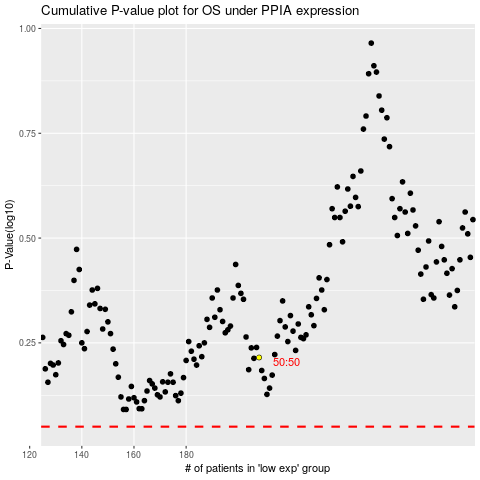 Cumulative P-value plot for OS under PPIA expression
P-Value(log10)
1.00
0.75
0.50
0.25
50:50
120 140 160 180
# of patients in 'low exp' group